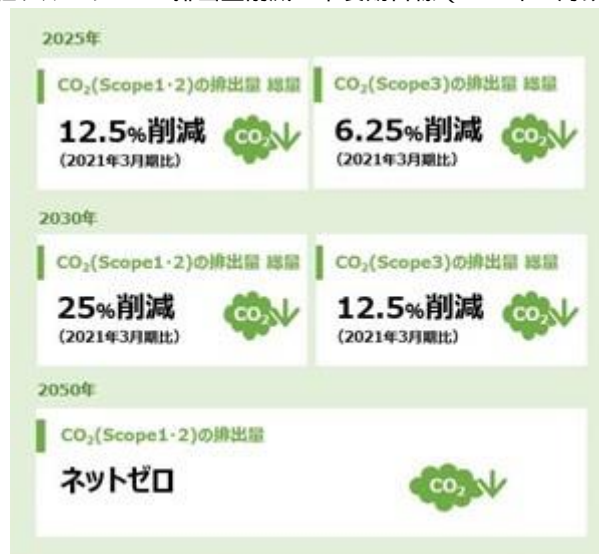 2025年
CO₂(Scope1･2)の排出量 総量
12.5%削減
(2021年3月期比)
CO₂
CO₂(Scope3)の排出量 総量
6.25%削減
(2021年3月期比)
CO₂
2030年
CO₂(Scope1･2)の排出量 総量
25%削減
(2021年3月期比)
CO₂
CO₂(Scope3)の排出量 総量
12.5%削減
(2021年3月期比)
CO₂
2050年
CO₂(Scope1･2)の排出量
ネットゼロ
CO₂